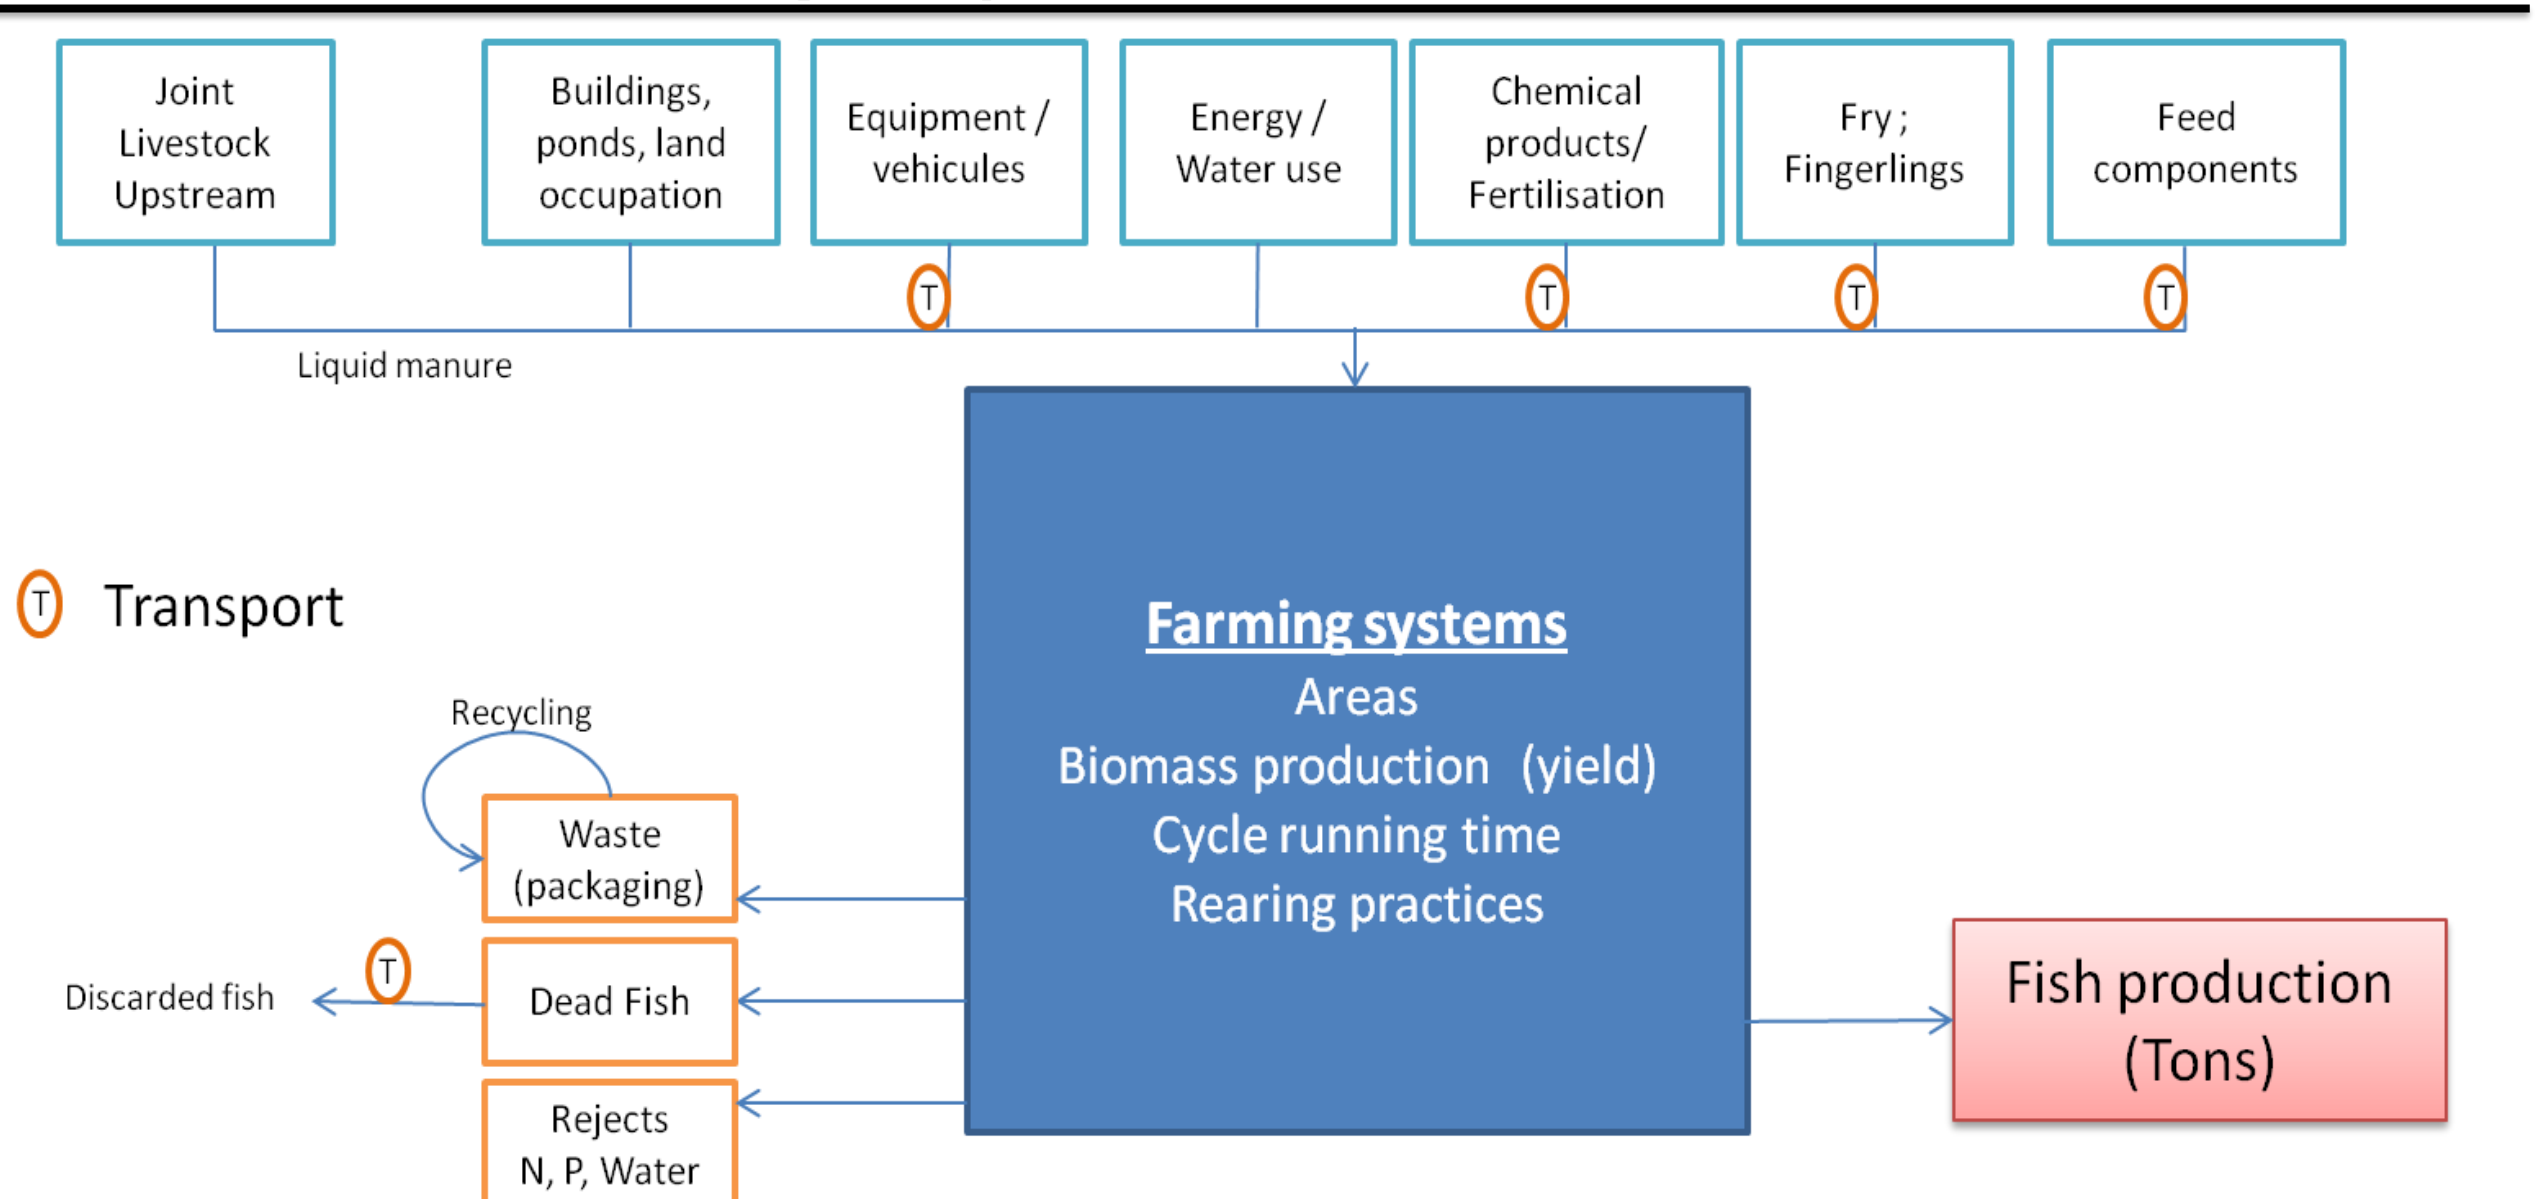 Joint
Livestock
Upstream
Buildings,
ponds, land
occupation
Equipment /
vehicules
Energy /
Water use
Chemical
products/
Fertilisation
Fry ;
Fingerlings
Feed
components
T
T
T
T
Liquid manure
T Transport
Farming systems
Areas
Biomass production (yield)
Cycle running time
Rearing practices
Recycling
Waste
(packaging)
T
Discarded fish
Dead Fish
Rejects
N, P, Water
Fish production
(Tons)